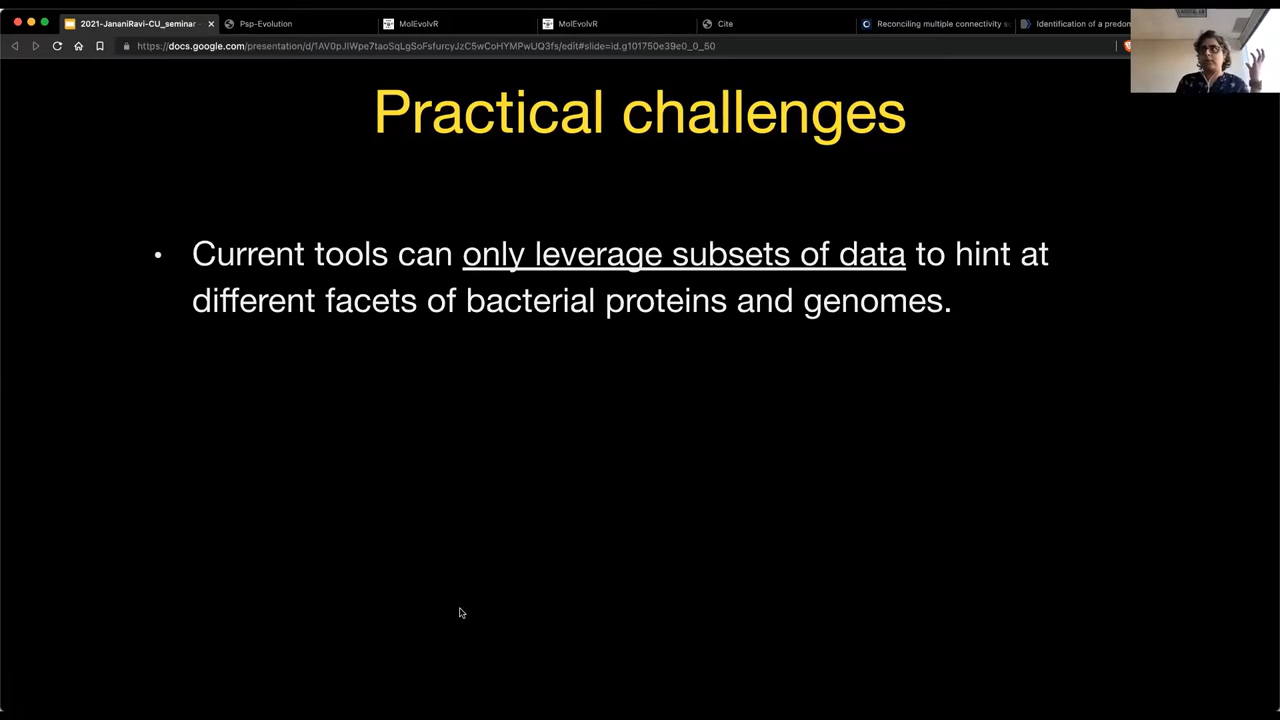 2021-JananiRavi-CU_seminar
Psp-Evolution
MolEvolvR
MolEvolvR
Cite
Reconciling multiple connectivity
Identification of a predom
https://docs.google.com/presentation/d/1AV0pJIWpe7taoSqLgSoFsfurcyJzC5wCoHYMPwUQ3fs/edit#slide=id.g101750e39e0_0_50
Practical challenges
• Current tools can only leverage subsets of data to hint at
different facets of bacterial proteins and genomes.